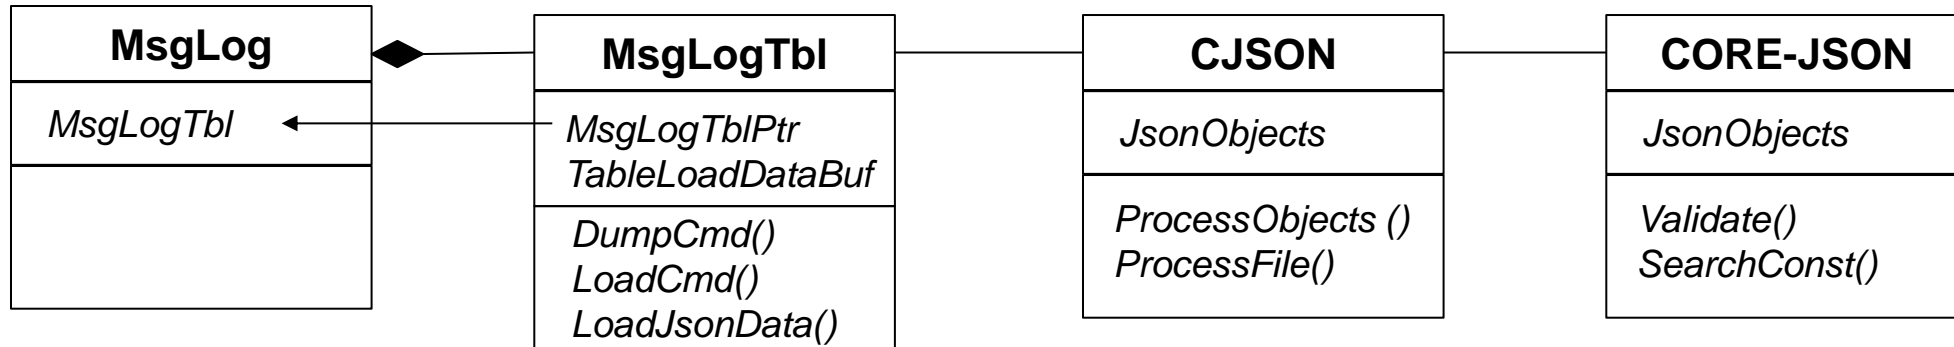 MsgLog
MsgLogTbl
MsgLogTbl
MsgLogTblPtr
TableLoadDataBuf
DumpCmd()
LoadCmd()
LoadJsonData()
CJSON
JsonObjects
ProcessObjects ()
ProcessFile()
CORE-JSON
JsonObjects
Validate()
SearchConst()